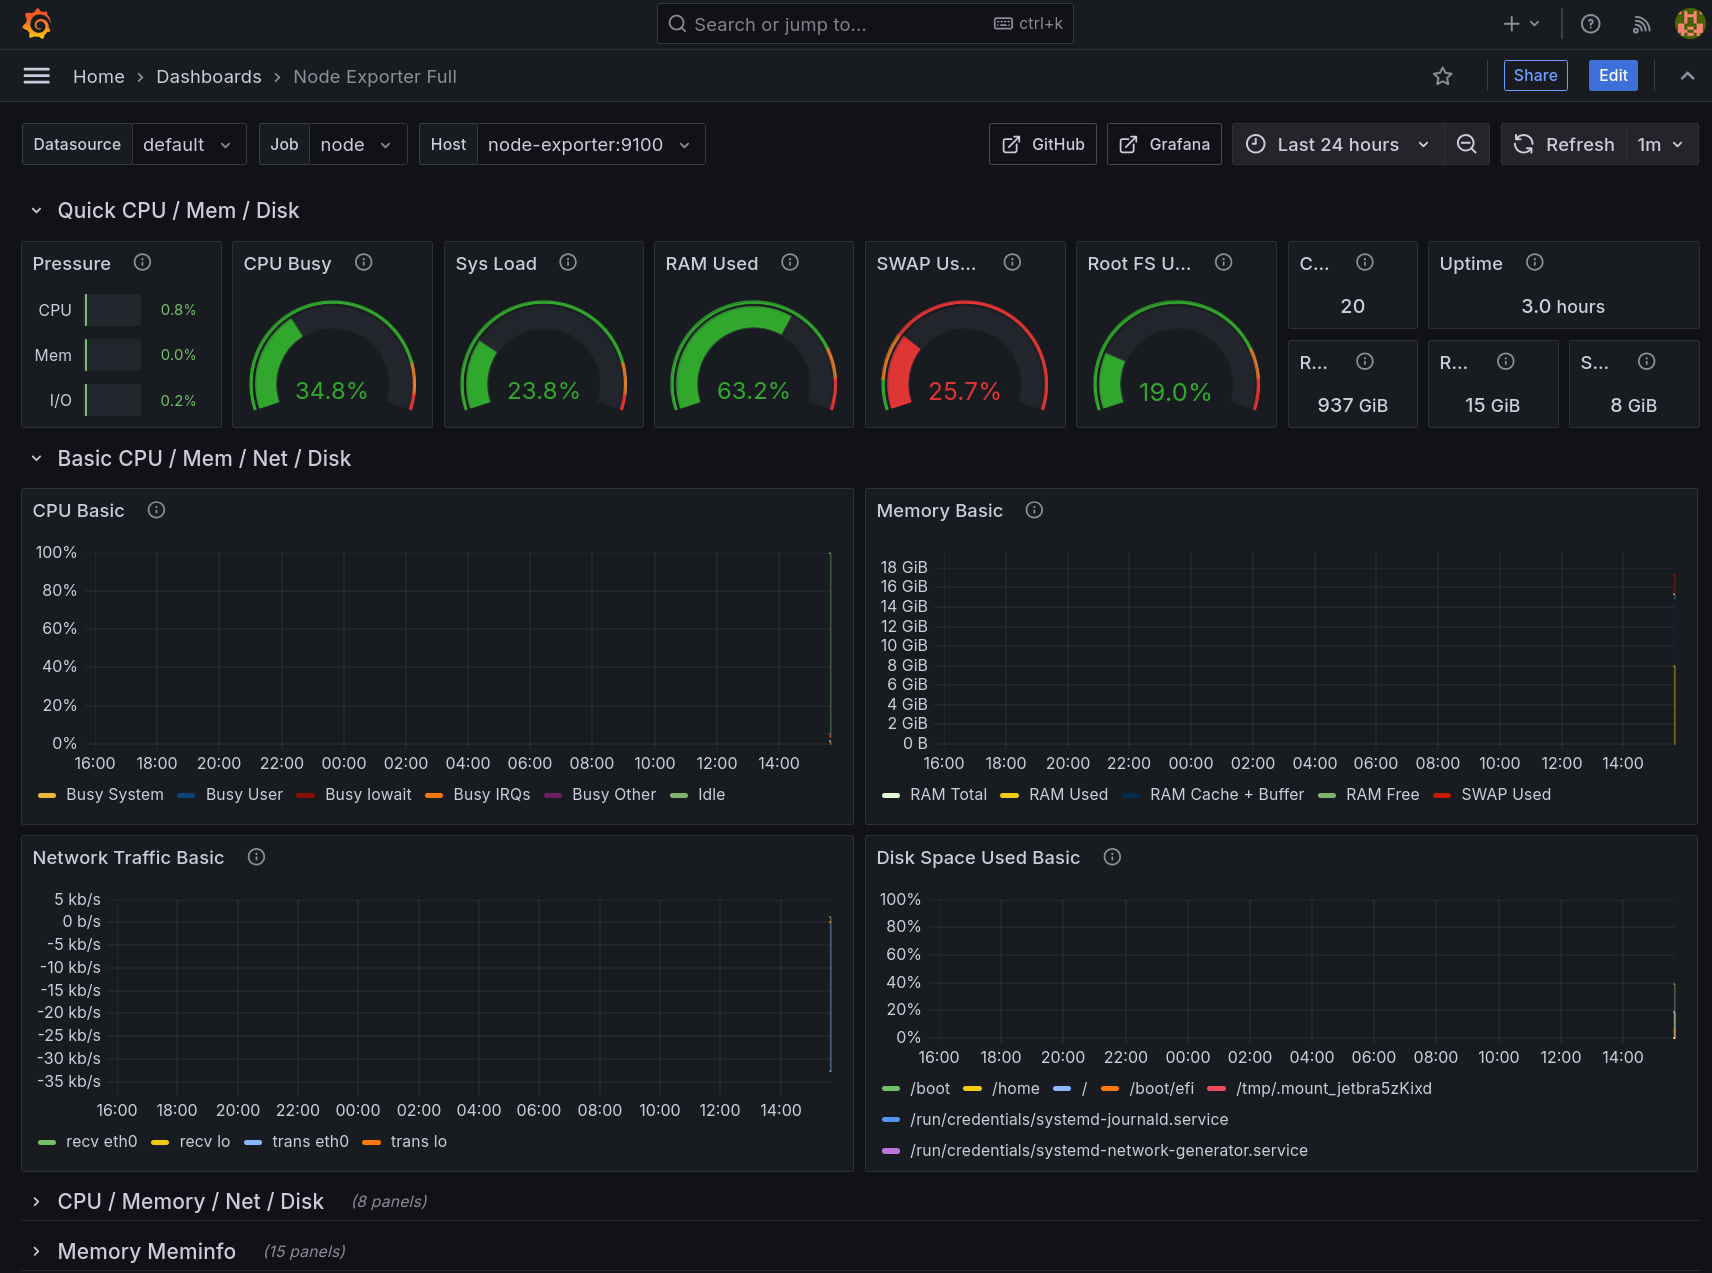 Search or jump to...
ctrl+k
Home › Dashboards › Node Exporter Full
Share
Edit
Datasource default
Job node
Host node-exporter:9100
GitHub
Grafana
Last 24 hours
Refresh
1m
Quick CPU / Mem / Disk
Pressure
CPU 0.8%
Mem 0.0%
I/O 0.2%
CPU Busy
34.8%
Sys Load
23.8%
RAM Used
63.2%
SWAP Us...
25.7%
Root FS U...
19.0%
C...
20
Uptime
3.0 hours
R...
937 GiB
R...
15 GiB
S...
8 GiB
Basic CPU / Mem / Net / Disk
CPU Basic
100%
80%
60%
40%
20%
0%
16:00 18:00 20:00 22:00 00:00 02:00 04:00 06:00 08:00 10:00 12:00 14:00
Busy System Busy User Busy Iowait Busy IRQs Busy Other Idle
Memory Basic
18 GiB
16 GiB
14 GiB
12 GiB
10 GiB
8 GiB
6 GiB
4 GiB
2 GiB
0 B
16:00 18:00 20:00 22:00 00:00 02:00 04:00 06:00 08:00 10:00 12:00 14:00
RAM Total RAM Used RAM Cache + Buffer RAM Free SWAP Used
Network Traffic Basic
5 kb/s
0 b/s
-5 kb/s
-10 kb/s
-15 kb/s
-20 kb/s
-25 kb/s
-30 kb/s
-35 kb/s
16:00 18:00 20:00 22:00 00:00 02:00 04:00 06:00 08:00 10:00 12:00 14:00
recv eth0 recv lo trans eth0 trans lo
Disk Space Used Basic
100%
80%
60%
40%
20%
0%
16:00 18:00 20:00 22:00 00:00 02:00 04:00 06:00 08:00 10:00 12:00 14:00
/boot /home / /boot/efi /tmp/.mount_jetbra5zKixd
/run/credentials/systemd-journald.service
/run/credentials/systemd-network-generator.service
CPU / Memory / Net / Disk (8 panels)
Memory Meminfo (15 panels)